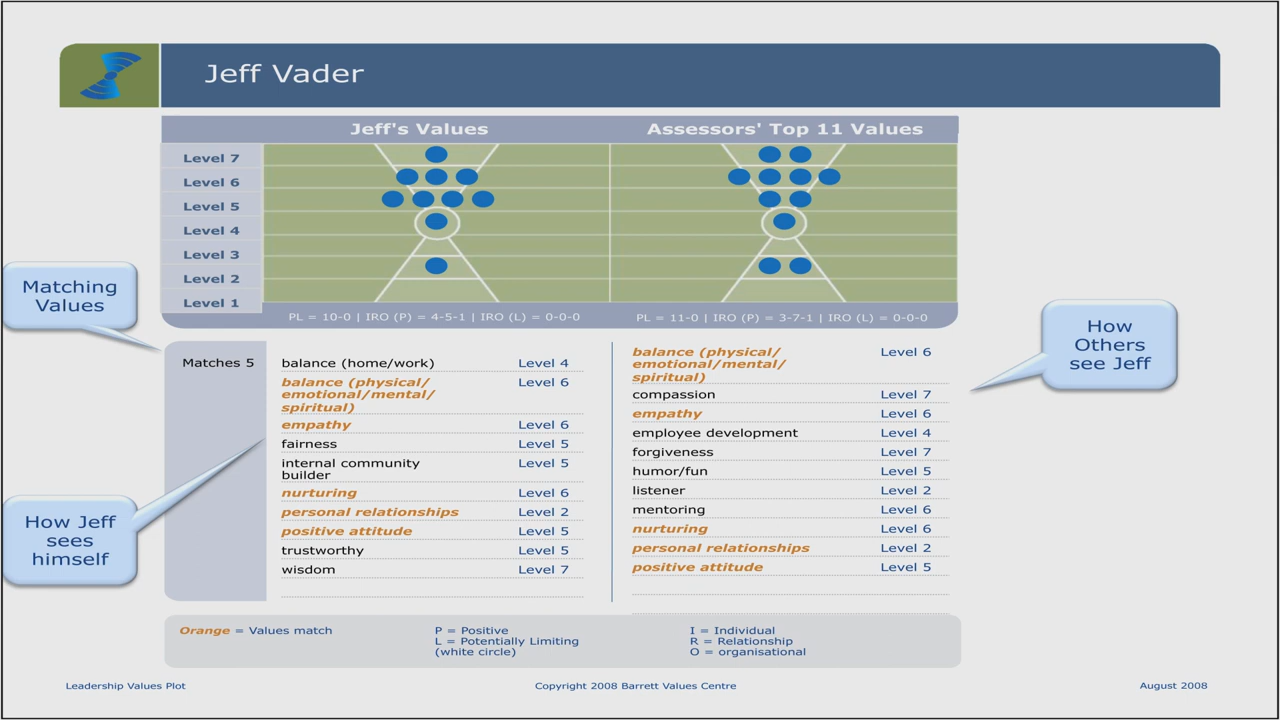 Jeff Vader
Jeff's Values
Assessors' Top 11 Values
Level 7
Level 6
Level 5
Level 4
Level 3
Level 2
Level 1
PL = 10-0 | IRO (P) = 4-5-1 | IRO (L) = 0-0-0
PL = 11-0 | IRO (P) = 3-7-1 | IRO (L) = 0-0-0
Matching
Values
How Jeff
sees
himself
How
Others
see Jeff
Matches 5
balance (home/work) Level 4
balance (physical/ Level 6
emotional/mental/
spiritual)
empathy Level 6
fairness Level 5
internal community Level 5
builder
nurturing Level 6
personal relationships Level 2
positive attitude Level 5
trustworthy Level 5
wisdom Level 7
balance (physical/ Level 6
emotional/mental/
spiritual)
compassion Level 7
empathy Level 6
employee development Level 4
forgiveness Level 7
humor/fun Level 5
listener Level 2
mentoring Level 6
nurturing Level 6
personal relationships Level 2
positive attitude Level 5
Orange = Values match
P = Positive
L = Potentially Limiting
(white circle)
I = Individual
R = Relationship
O = organisational
Leadership Values Plot
Copyright 2008 Barrett Values Centre
August 2008